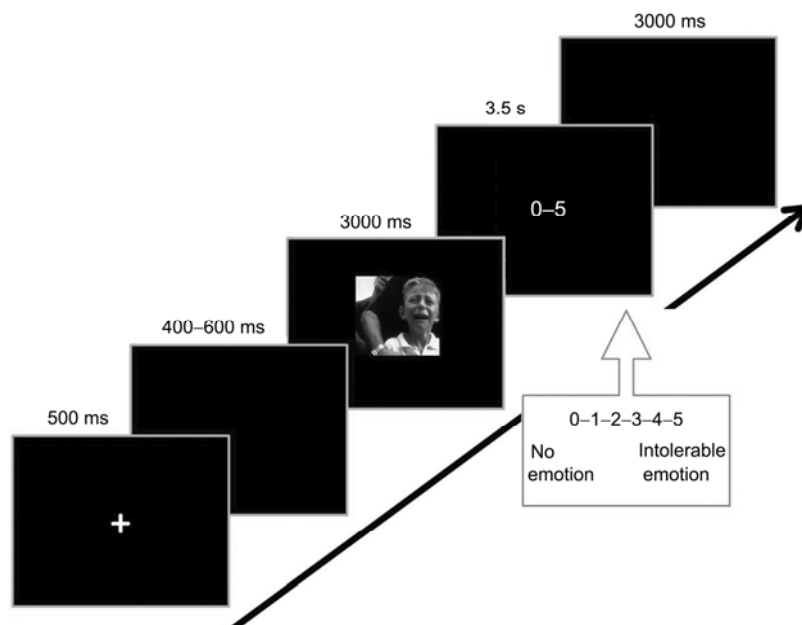 3000 ms
3.5 s
0–5
3000 ms
400–600 ms
500 ms
0–1–2–3–4–5
No Intolerable
emotion emotion